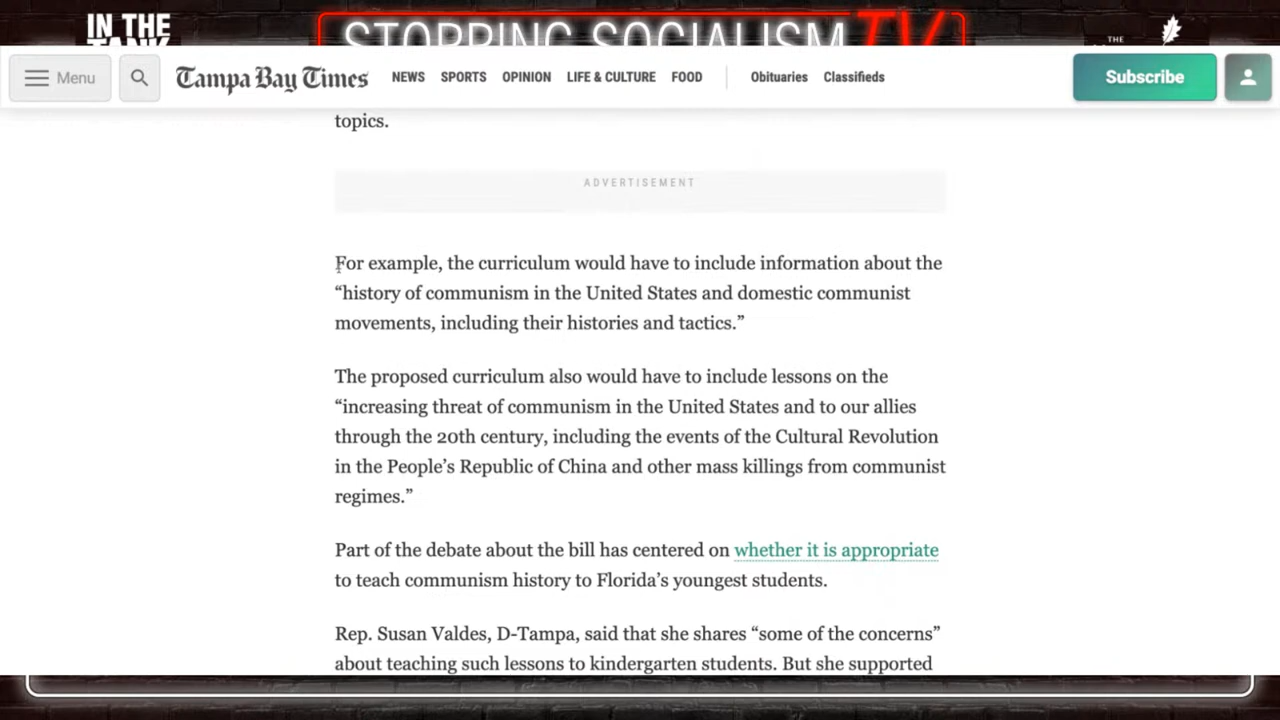 IN THE
TANK
STOPPING SOCIALISM TV
THE
Menu
Tampa Bay Times
NEWS SPORTS OPINION LIFE & CULTURE FOOD Obituaries Classifieds
Subscribe
topics.
ADVERTISEMENT
For example, the curriculum would have to include information about the
“history of communism in the United States and domestic communist
movements, including their histories and tactics.”
The proposed curriculum also would have to include lessons on the
“increasing threat of communism in the United States and to our allies
through the 20th century, including the events of the Cultural Revolution
in the People’s Republic of China and other mass killings from communist
regimes.”
Part of the debate about the bill has centered on whether it is appropriate
to teach communism history to Florida’s youngest students.
Rep. Susan Valdes, D-Tampa, said that she shares “some of the concerns”
about teaching such lessons to kindergarten students. But she supported